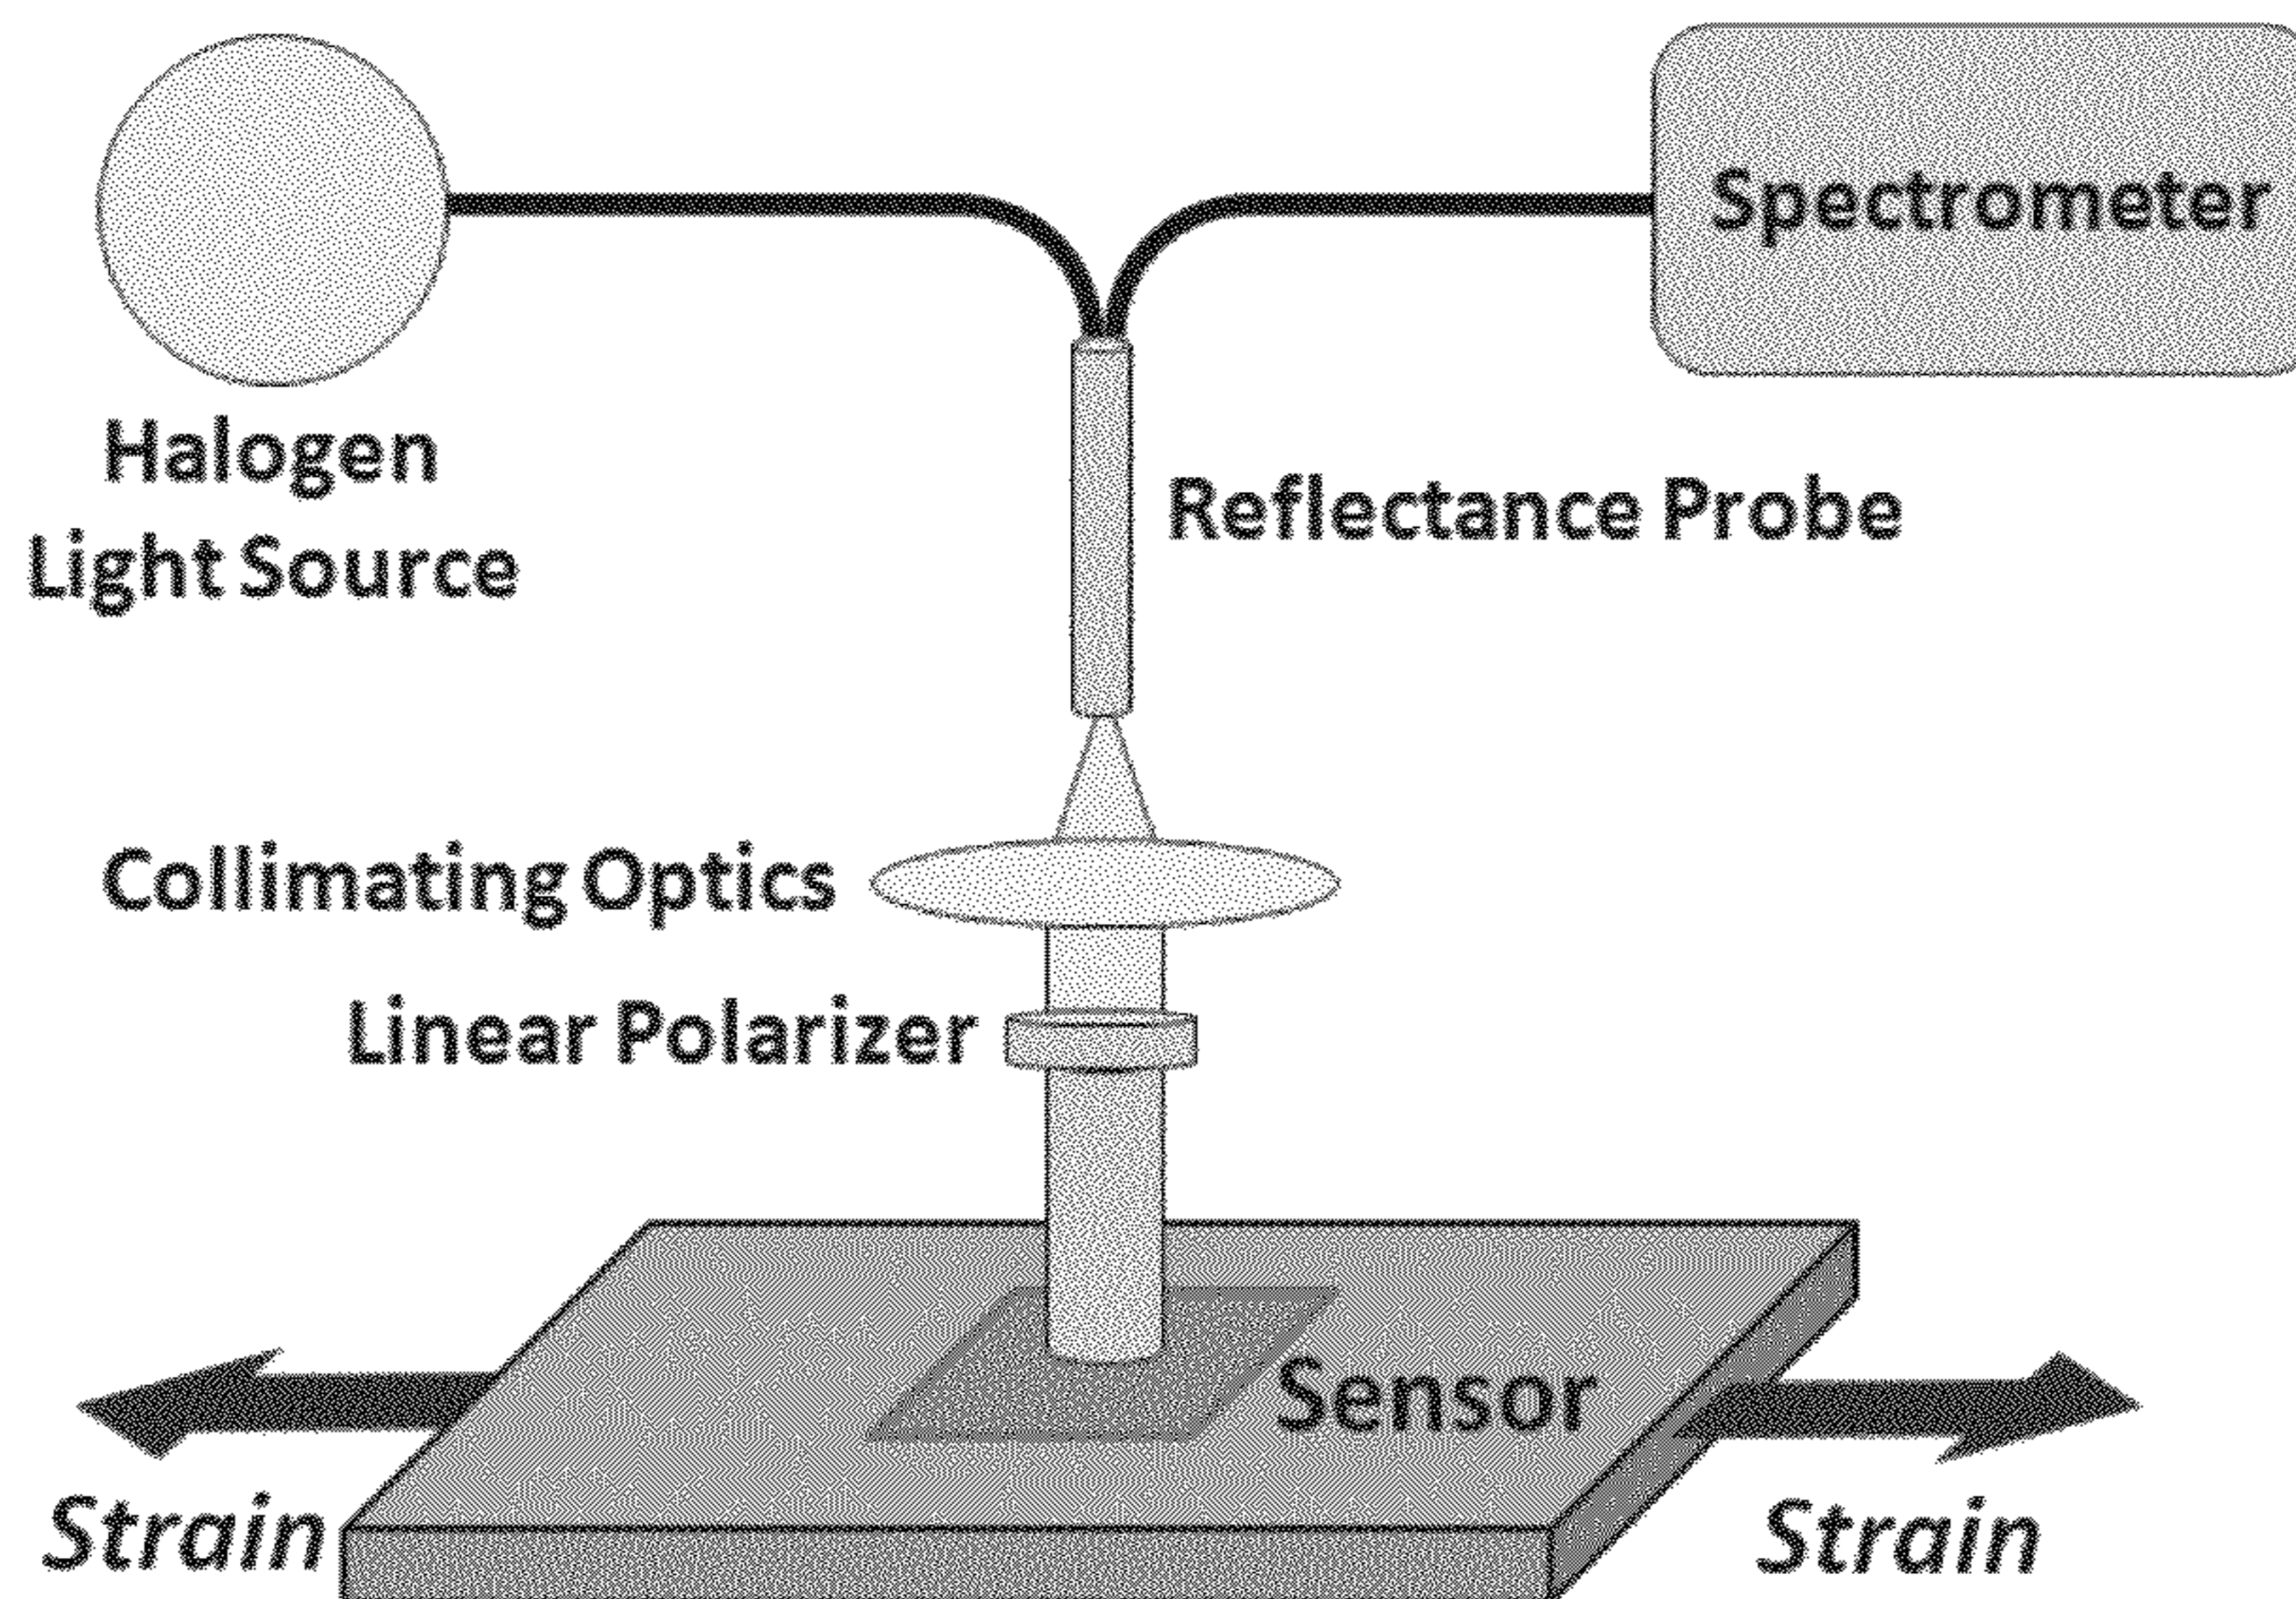 Spectrometer
Halogen
Light Source
Reflectance Probe
Collimating Optics
Linear Polarizer
Sensor
Strain
Strain